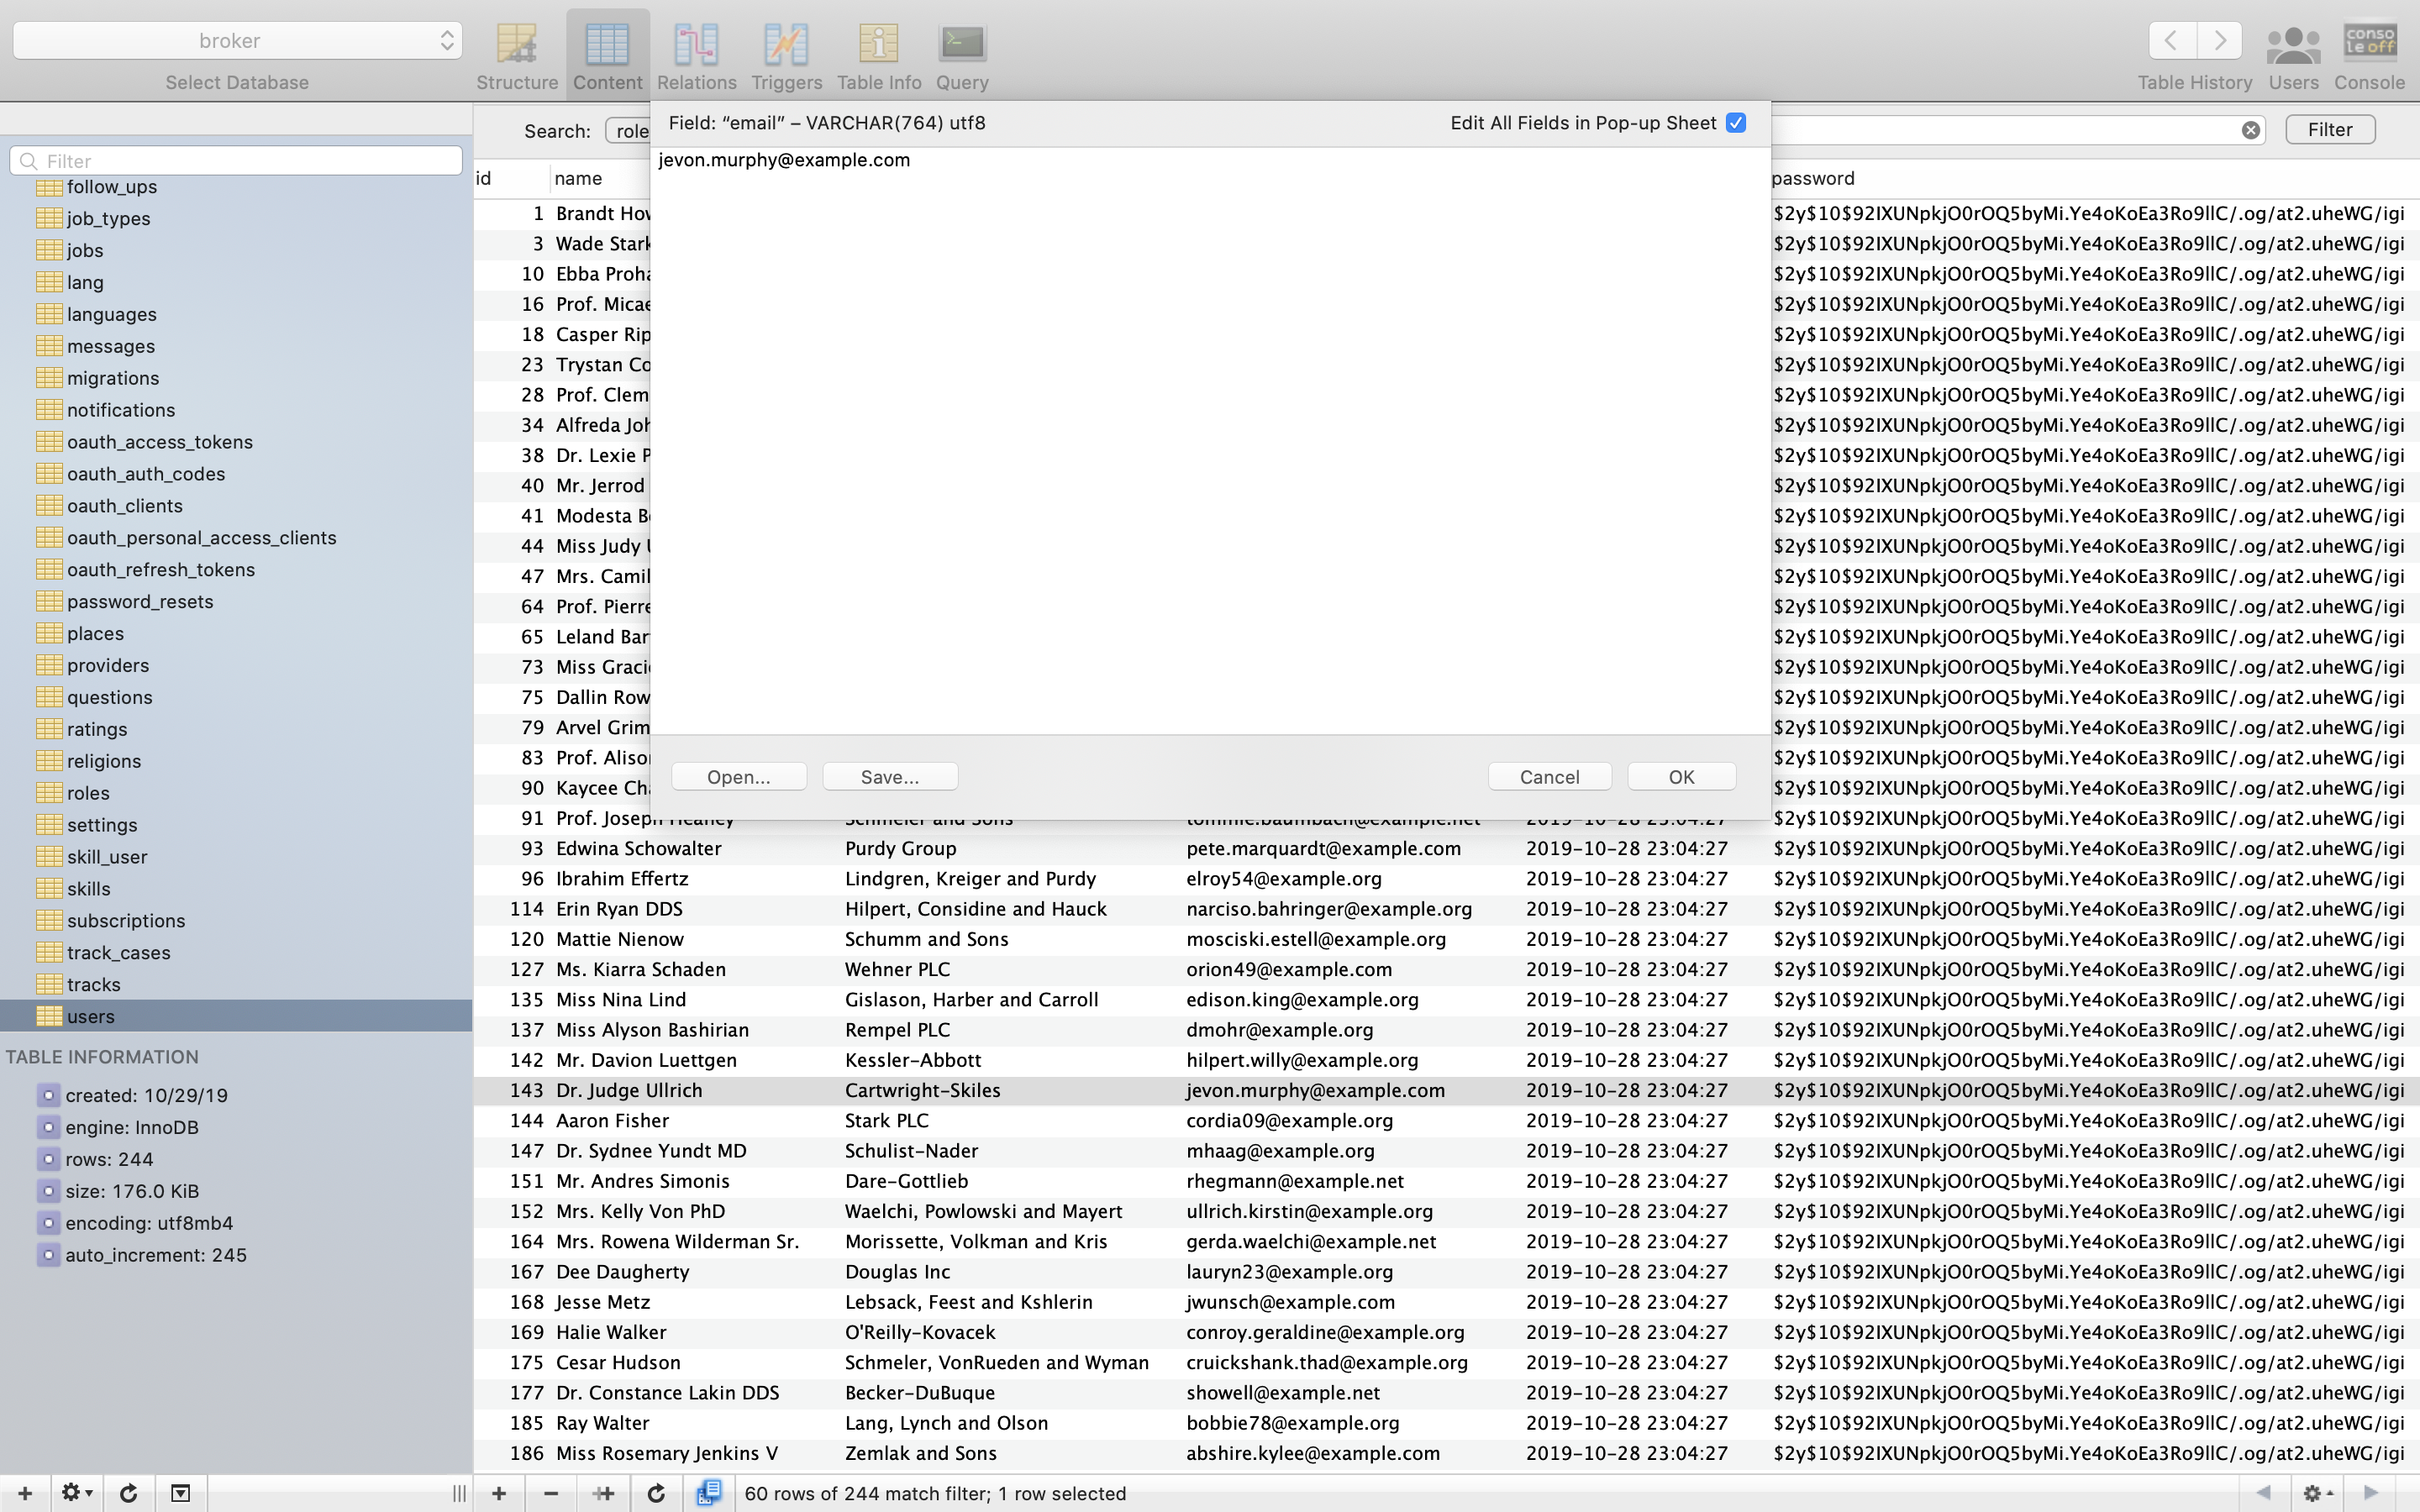 broker
Select Database
Structure
Content
Relations
Triggers
Table Info
Query
Table History
Users
Console
conso
le off
Filter
follow_ups
job_types
jobs
lang
languages
messages
migrations
notifications
oauth_access_tokens
oauth_auth_codes
oauth_clients
oauth_personal_access_clients
oauth_refresh_tokens
password_resets
places
providers
questions
ratings
religions
roles
settings
skill_user
skills
subscriptions
track_cases
tracks
users
TABLE INFORMATION
created: 10/29/19
engine: InnoDB
rows: 244
size: 176.0 KiB
encoding: utf8mb4
auto_increment: 245
Search: role
Filter
Field: “email” – VARCHAR(764) utf8
Edit All Fields in Pop-up Sheet
jevon.murphy@example.com
Open...
Save...
Cancel
OK
id name password
1 Brandt How $2y$10$92IXUNpkjO0rOQ5byMi.Ye4oKoEa3Ro9llC/.og/at2.uheWG/igi
3 Wade Stark $2y$10$92IXUNpkjO0rOQ5byMi.Ye4oKoEa3Ro9llC/.og/at2.uheWG/igi
10 Ebba Proha $2y$10$92IXUNpkjO0rOQ5byMi.Ye4oKoEa3Ro9llC/.og/at2.uheWG/igi
16 Prof. Micae $2y$10$92IXUNpkjO0rOQ5byMi.Ye4oKoEa3Ro9llC/.og/at2.uheWG/igi
18 Casper Rip $2y$10$92IXUNpkjO0rOQ5byMi.Ye4oKoEa3Ro9llC/.og/at2.uheWG/igi
23 Trystan Co $2y$10$92IXUNpkjO0rOQ5byMi.Ye4oKoEa3Ro9llC/.og/at2.uheWG/igi
28 Prof. Clem $2y$10$92IXUNpkjO0rOQ5byMi.Ye4oKoEa3Ro9llC/.og/at2.uheWG/igi
34 Alfreda Joh $2y$10$92IXUNpkjO0rOQ5byMi.Ye4oKoEa3Ro9llC/.og/at2.uheWG/igi
38 Dr. Lexie P $2y$10$92IXUNpkjO0rOQ5byMi.Ye4oKoEa3Ro9llC/.og/at2.uheWG/igi
40 Mr. Jerrod $2y$10$92IXUNpkjO0rOQ5byMi.Ye4oKoEa3Ro9llC/.og/at2.uheWG/igi
41 Modesta Be $2y$10$92IXUNpkjO0rOQ5byMi.Ye4oKoEa3Ro9llC/.og/at2.uheWG/igi
44 Miss Judy U $2y$10$92IXUNpkjO0rOQ5byMi.Ye4oKoEa3Ro9llC/.og/at2.uheWG/igi
47 Mrs. Camil $2y$10$92IXUNpkjO0rOQ5byMi.Ye4oKoEa3Ro9llC/.og/at2.uheWG/igi
64 Prof. Pierre $2y$10$92IXUNpkjO0rOQ5byMi.Ye4oKoEa3Ro9llC/.og/at2.uheWG/igi
65 Leland Bar $2y$10$92IXUNpkjO0rOQ5byMi.Ye4oKoEa3Ro9llC/.og/at2.uheWG/igi
73 Miss Gracie $2y$10$92IXUNpkjO0rOQ5byMi.Ye4oKoEa3Ro9llC/.og/at2.uheWG/igi
75 Dallin Row $2y$10$92IXUNpkjO0rOQ5byMi.Ye4oKoEa3Ro9llC/.og/at2.uheWG/igi
79 Arvel Grim $2y$10$92IXUNpkjO0rOQ5byMi.Ye4oKoEa3Ro9llC/.og/at2.uheWG/igi
83 Prof. Aliso $2y$10$92IXUNpkjO0rOQ5byMi.Ye4oKoEa3Ro9llC/.og/at2.uheWG/igi
90 Kaycee Cha $2y$10$92IXUNpkjO0rOQ5byMi.Ye4oKoEa3Ro9llC/.og/at2.uheWG/igi
91 Prof. Joseph Heaney Schmeler and Sons tommie.baumbach@example.net 2019-10-28 23:04:27 $2y$10$92IXUNpkjO0rOQ5byMi.Ye4oKoEa3Ro9llC/.og/at2.uheWG/igi
93 Edwina Schowalter Purdy Group pete.marquardt@example.com 2019-10-28 23:04:27 $2y$10$92IXUNpkjO0rOQ5byMi.Ye4oKoEa3Ro9llC/.og/at2.uheWG/igi
96 Ibrahim Effertz Lindgren, Kreiger and Purdy elroy54@example.org 2019-10-28 23:04:27 $2y$10$92IXUNpkjO0rOQ5byMi.Ye4oKoEa3Ro9llC/.og/at2.uheWG/igi
114 Erin Ryan DDS Hilpert, Considine and Hauck narciso.bahringer@example.org 2019-10-28 23:04:27 $2y$10$92IXUNpkjO0rOQ5byMi.Ye4oKoEa3Ro9llC/.og/at2.uheWG/igi
120 Mattie Nienow Schumm and Sons mosciski.estell@example.org 2019-10-28 23:04:27 $2y$10$92IXUNpkjO0rOQ5byMi.Ye4oKoEa3Ro9llC/.og/at2.uheWG/igi
127 Ms. Kiarra Schaden Wehner PLC orion49@example.com 2019-10-28 23:04:27 $2y$10$92IXUNpkjO0rOQ5byMi.Ye4oKoEa3Ro9llC/.og/at2.uheWG/igi
135 Miss Nina Lind Gislason, Harber and Carroll edison.king@example.org 2019-10-28 23:04:27 $2y$10$92IXUNpkjO0rOQ5byMi.Ye4oKoEa3Ro9llC/.og/at2.uheWG/igi
137 Miss Alyson Bashirian Rempel PLC dmohr@example.org 2019-10-28 23:04:27 $2y$10$92IXUNpkjO0rOQ5byMi.Ye4oKoEa3Ro9llC/.og/at2.uheWG/igi
142 Mr. Davion Luettgen Kessler-Abbott hilpert.willy@example.org 2019-10-28 23:04:27 $2y$10$92IXUNpkjO0rOQ5byMi.Ye4oKoEa3Ro9llC/.og/at2.uheWG/igi
143 Dr. Judge Ullrich Cartwright-Skiles jevon.murphy@example.com 2019-10-28 23:04:27 $2y$10$92IXUNpkjO0rOQ5byMi.Ye4oKoEa3Ro9llC/.og/at2.uheWG/igi
144 Aaron Fisher Stark PLC cordia09@example.org 2019-10-28 23:04:27 $2y$10$92IXUNpkjO0rOQ5byMi.Ye4oKoEa3Ro9llC/.og/at2.uheWG/igi
147 Dr. Sydnee Yundt MD Schulist-Nader mhaag@example.org 2019-10-28 23:04:27 $2y$10$92IXUNpkjO0rOQ5byMi.Ye4oKoEa3Ro9llC/.og/at2.uheWG/igi
151 Mr. Andres Simonis Dare-Gottlieb rhegmann@example.net 2019-10-28 23:04:27 $2y$10$92IXUNpkjO0rOQ5byMi.Ye4oKoEa3Ro9llC/.og/at2.uheWG/igi
152 Mrs. Kelly Von PhD Waelchi, Powlowski and Mayert ullrich.kirstin@example.org 2019-10-28 23:04:27 $2y$10$92IXUNpkjO0rOQ5byMi.Ye4oKoEa3Ro9llC/.og/at2.uheWG/igi
164 Mrs. Rowena Wilderman Sr. Morissette, Volkman and Kris gerda.waelchi@example.net 2019-10-28 23:04:27 $2y$10$92IXUNpkjO0rOQ5byMi.Ye4oKoEa3Ro9llC/.og/at2.uheWG/igi
167 Dee Daugherty Douglas Inc lauryn23@example.org 2019-10-28 23:04:27 $2y$10$92IXUNpkjO0rOQ5byMi.Ye4oKoEa3Ro9llC/.og/at2.uheWG/igi
168 Jesse Metz Lebsack, Feest and Kshlerin jwunsch@example.com 2019-10-28 23:04:27 $2y$10$92IXUNpkjO0rOQ5byMi.Ye4oKoEa3Ro9llC/.og/at2.uheWG/igi
169 Halie Walker O'Reilly-Kovacek conroy.geraldine@example.org 2019-10-28 23:04:27 $2y$10$92IXUNpkjO0rOQ5byMi.Ye4oKoEa3Ro9llC/.og/at2.uheWG/igi
175 Cesar Hudson Schmeler, VonRueden and Wyman cruickshank.thad@example.org 2019-10-28 23:04:27 $2y$10$92IXUNpkjO0rOQ5byMi.Ye4oKoEa3Ro9llC/.og/at2.uheWG/igi
177 Dr. Constance Lakin DDS Becker-DuBuque showell@example.net 2019-10-28 23:04:27 $2y$10$92IXUNpkjO0rOQ5byMi.Ye4oKoEa3Ro9llC/.og/at2.uheWG/igi
185 Ray Walter Lang, Lynch and Olson bobbie78@example.org 2019-10-28 23:04:27 $2y$10$92IXUNpkjO0rOQ5byMi.Ye4oKoEa3Ro9llC/.og/at2.uheWG/igi
186 Miss Rosemary Jenkins V Zemlak and Sons abshire.kylee@example.com 2019-10-28 23:04:27 $2y$10$92IXUNpkjO0rOQ5byMi.Ye4oKoEa3Ro9llC/.og/at2.uheWG/igi
60 rows of 244 match filter; 1 row selected